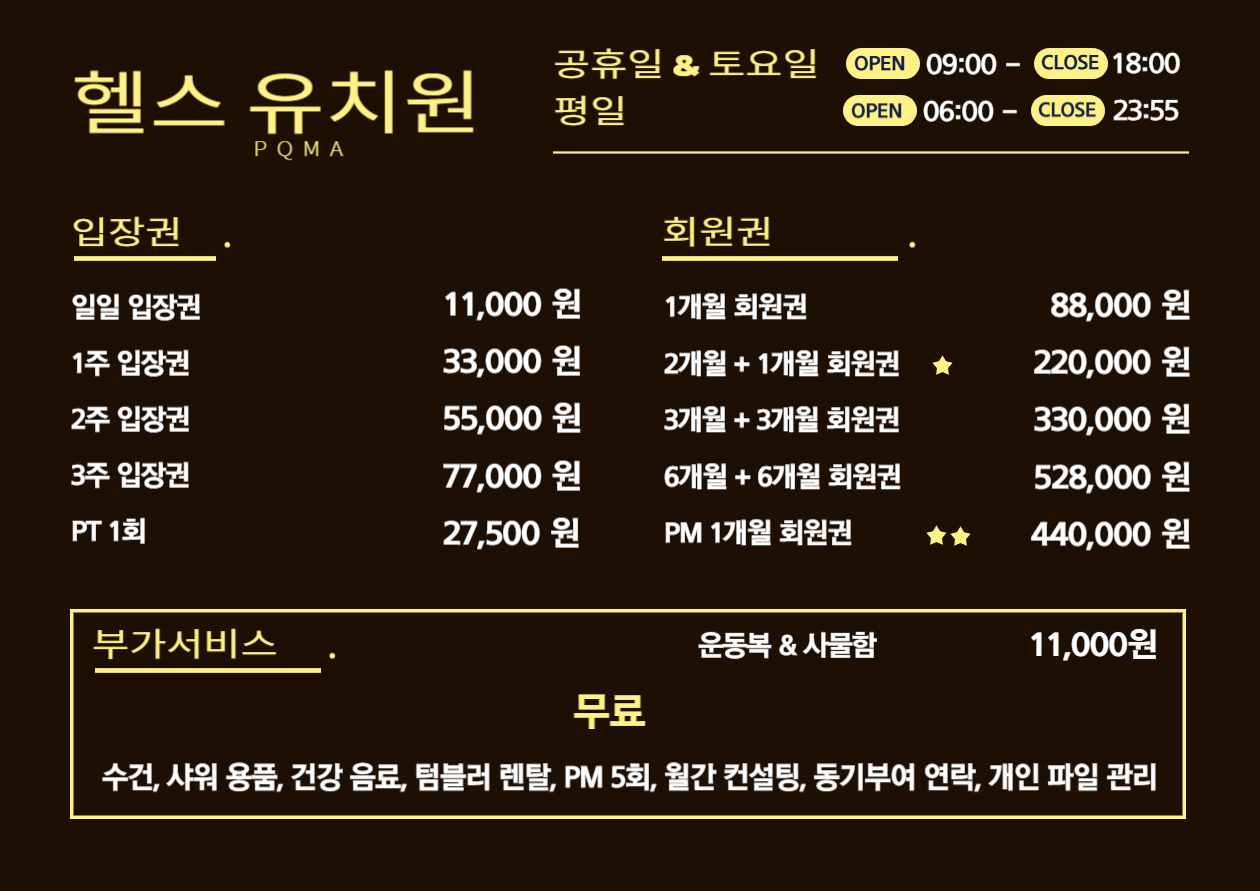 헬스 유치원
PQMA
공휴일 & 토요일 OPEN 09:00 – CLOSE 18:00
평일 OPEN 06:00 – CLOSE 23:55
입장권 .
일일 입장권 11,000 원
1주 입장권 33,000 원
2주 입장권 55,000 원
3주 입장권 77,000 원
PT 1회 27,500 원
회원권 .
1개월 회원권 88,000 원
2개월 + 1개월 회원권 220,000 원
3개월 + 3개월 회원권 330,000 원
6개월 + 6개월 회원권 528,000 원
PM 1개월 회원권 440,000 원
부가서비스 .
운동복 & 사물함 11,000원
무료
수건, 샤워 용품, 건강 음료, 텀블러 렌탈, PM 5회, 월간 컨설팅, 동기부여 연락, 개인 파일 관리